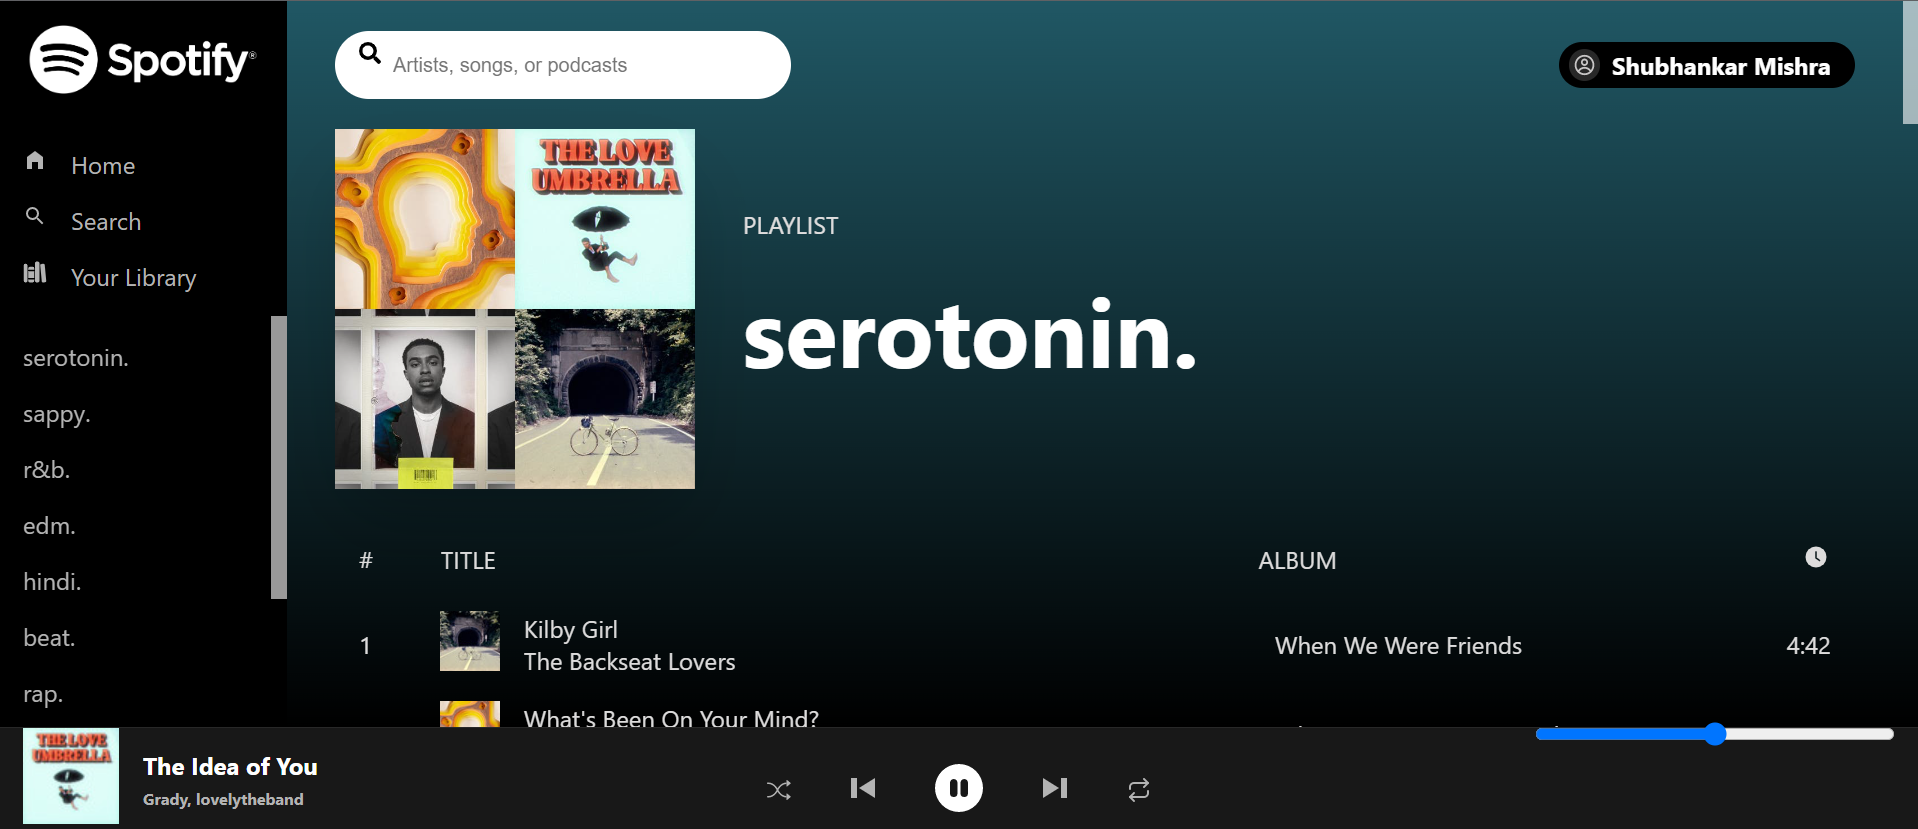 Spotify®
Artists, songs, or podcasts
Shubhankar Mishra
Home
Search
Your Library
serotonin.
sappy.
r&b.
edm.
hindi.
beat.
rap.
THE LOVE
UMBRELLA
PLAYLIST
serotonin.
# TITLE ALBUM
1 Kilby Girl When We Were Friends 4:42
The Backseat Lovers
What's Been On Your Mind?
THE LOVE
UMBRELLA
The Idea of You
Grady, lovelytheband